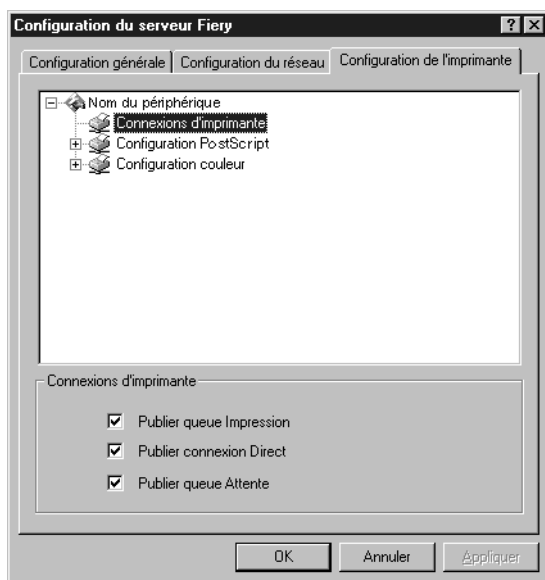 Configuration du serveur Fiery
Configuration générale
Configuration du réseau
Configuration de l'imprimante
Nom du périphérique
Connexions d'imprimante
Configuration PostScript
Configuration couleur
Connexions d'imprimante
Publier queue Impression
Publier connexion Direct
Publier queue Attente
OK
Annuler
Appliquer